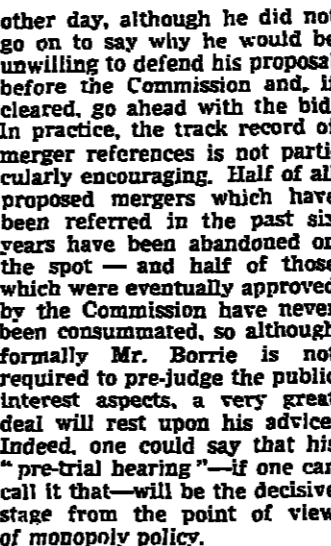 other day, although he did not
go on to say why he would be
unwilling to defend his proposal
before the Commission and, if
cleared, go ahead with the bid.
In practice, the track record of
merger references is not parti-
cularly encouraging. Half of all
proposed mergers which have
been referred in the past six
years have been abandoned on
the spot — and half of those
which were eventually approved
by the Commission have never
been consummated, so although
formally Mr. Borrie is not
required to pre-judge the public
interest aspects, a very great
deal will rest upon his advice.
Indeed, one could say that his
" pre-trial hearing "—if one can
call it that—will be the decisive
stage from the point of view
of monopoly policy.